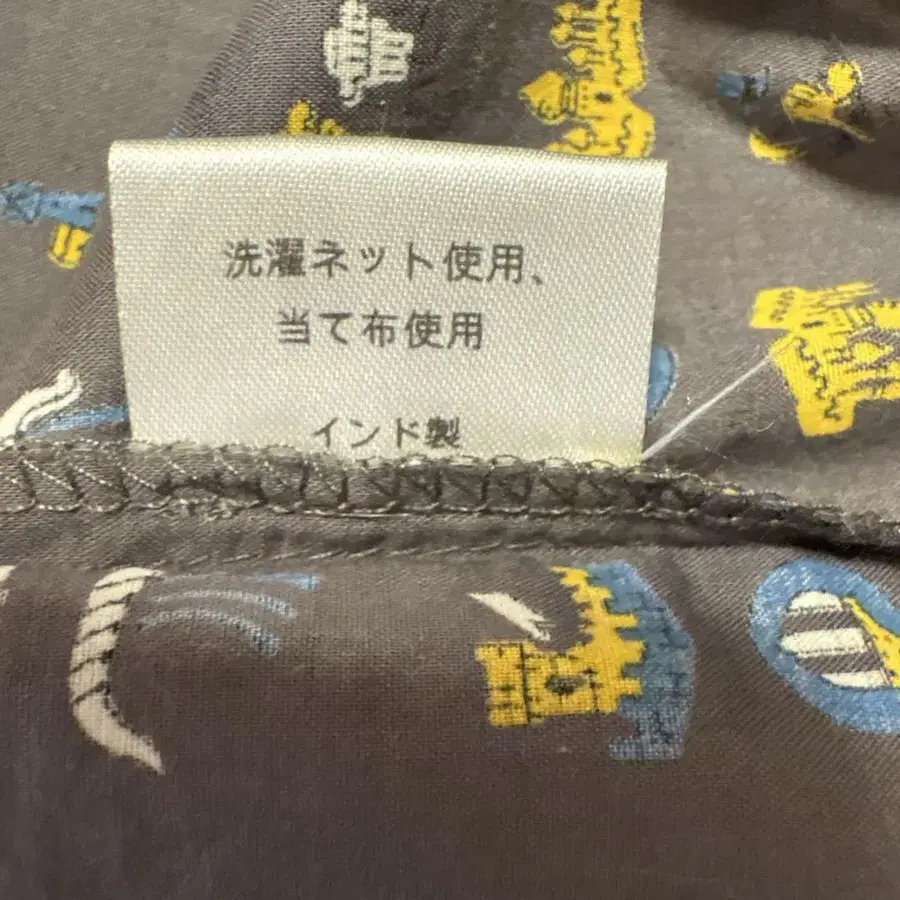 洗濯ネット使用、
当て布使用
インド製